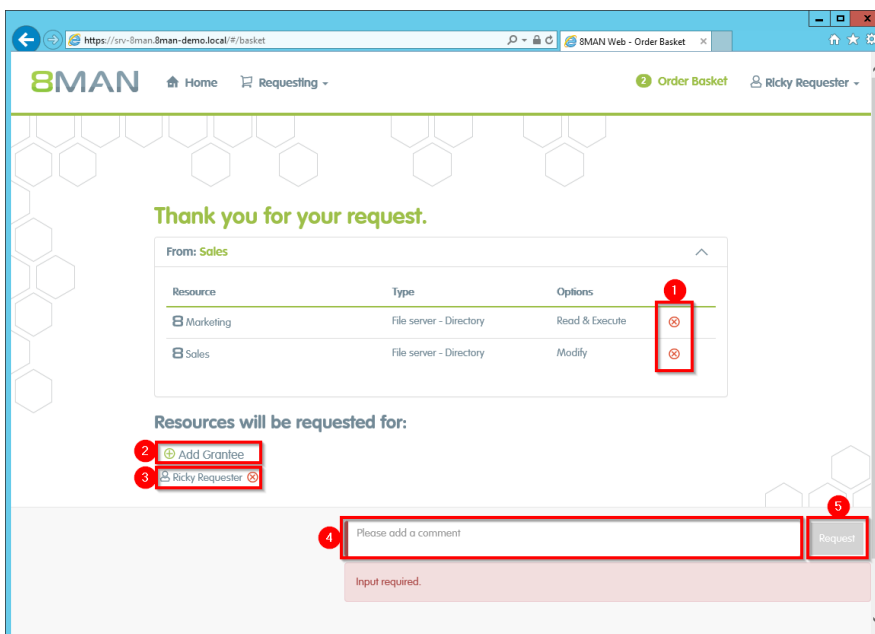 https://srv-8man.8man-demo.local/#/basket
8MAN Web - Order Basket
8MAN Home Requesting 2 Order Basket Ricky Requester
Thank you for your request.
From: Sales
Resource Type Options 1
8 Marketing File server - Directory Read & Execute
8 Sales File server - Directory Modify
Resources will be requested for:
2 Add Grantee
3 Ricky Requester
5
4 Please add a comment Request
Input required.